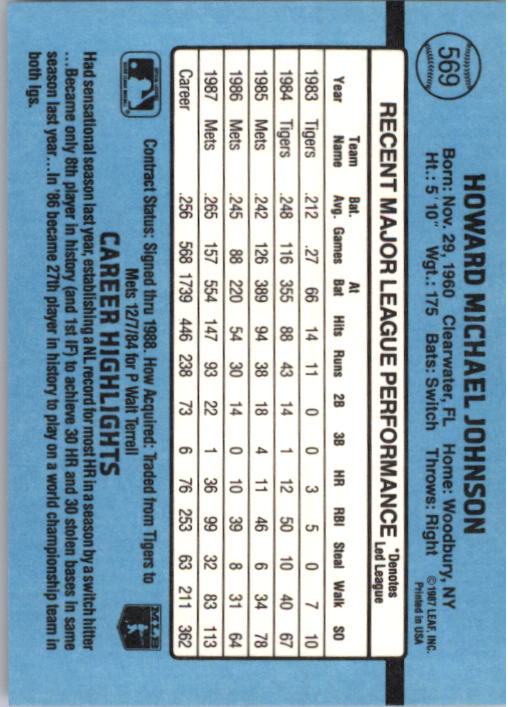 569
HOWARD MICHAEL JOHNSON
Born: Nov. 29, 1960 Clearwater, FL Home: Woodbury, NY
Ht.: 5'10" Wgt.: 175 Bats: Switch Throws: Right
©1987 LEAF, INC.
Printed in USA
RECENT MAJOR LEAGUE PERFORMANCE *Denotes Led League
Year Team Name Bat. Avg. Games At Bat Hits Runs 2B 3B HR RBI Steal Walk SO
1983 Tigers .212 .27 66 14 11 0 0 3 5 0 7 10
1984 Tigers .248 116 355 88 43 14 1 12 50 10 40 67
1985 Mets .242 126 389 94 38 18 4 11 46 6 34 78
1986 Mets .245 88 220 54 30 14 0 10 39 8 31 64
1987 Mets .265 157 554 147 93 22 1 36 99 32 83 113
Career .256 568 1739 446 238 73 6 76 253 63 211 362
Contract Status: Signed thru 1988. How Acquired: Traded from Tigers to
Mets 12/7/84 for P Walt Terrell
MLB
CAREER HIGHLIGHTS
Had sensational season last year, establishing a NL record for most HR in a season by a switch hitter
...Became only 8th player in history (and 1st IF) to achieve 30 HR and 30 stolen bases in same
season last year...In '86 became 27th player in history to play on a world championship team in
both lgs.